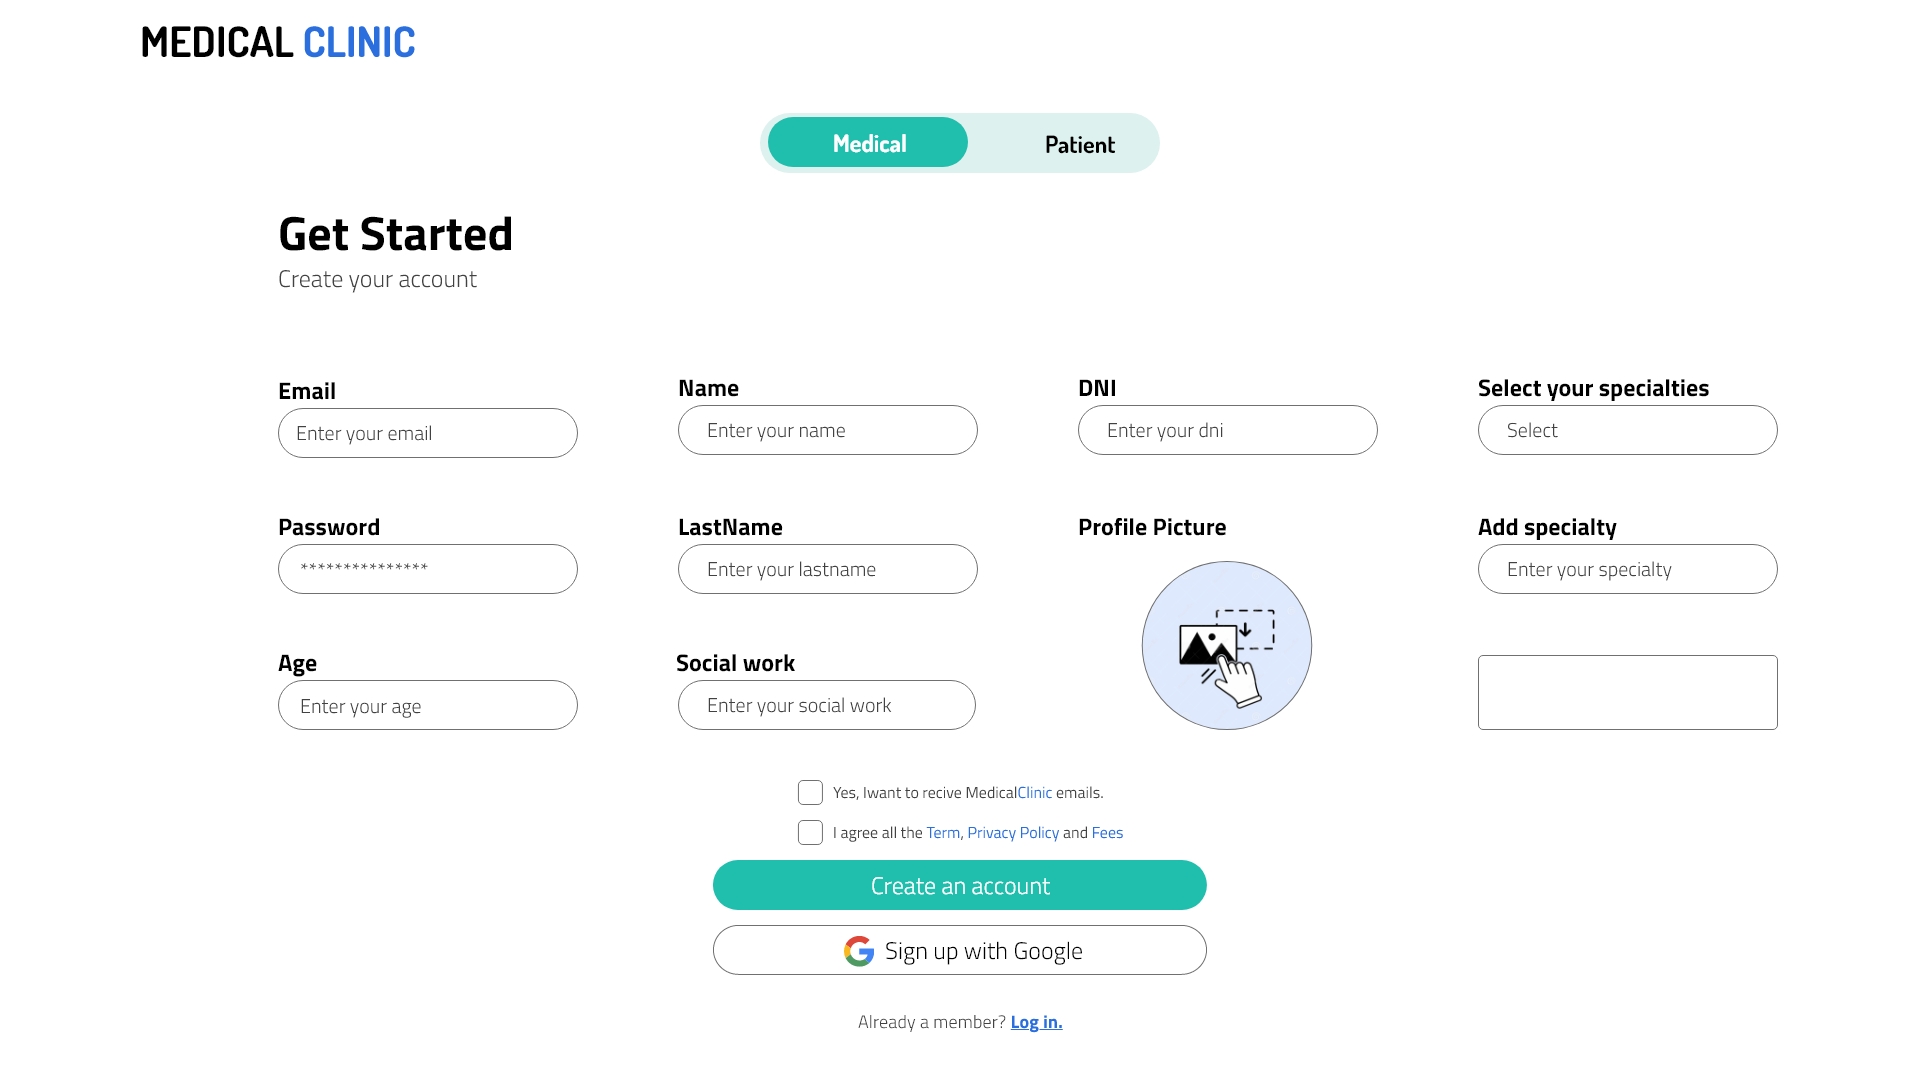 MEDICAL CLINIC
Medical
Patient
Get Started
Create your account
Email
Enter your email
Name
Enter your name
DNI
Enter your dni
Select your specialties
Select
Password
***************
LastName
Enter your lastname
Profile Picture
Add specialty
Enter your specialty
Age
Enter your age
Social work
Enter your social work
Yes, Iwant to recive MedicalClinic emails.
I agree all the Term, Privacy Policy and Fees
Create an account
Sign up with Google
Already a member? Log in.